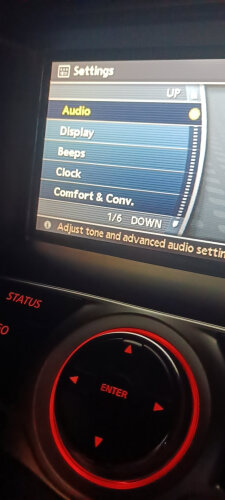 Settings
UP
Audio
Display
Beeps
Clock
Comfort & Conv.
1/6 DOWN
Adjust tone and advanced audio settin
STATUS
ENTER